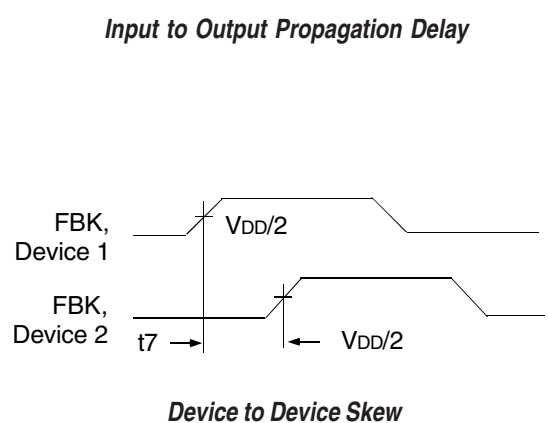 Input to Output Propagation Delay
FBK,
Device 1
VDD/2
FBK,
Device 2
t7
VDD/2
Device to Device Skew